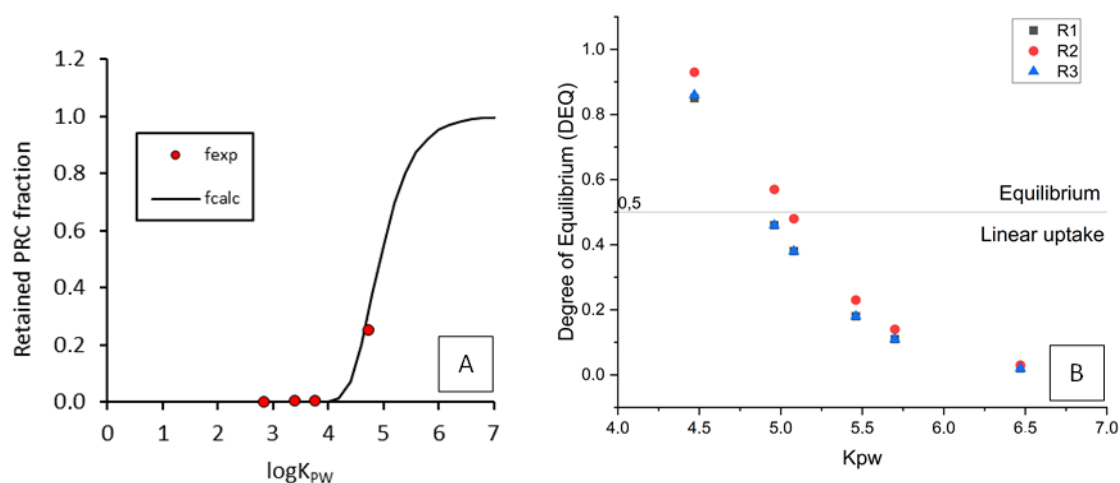 1.2
1.0
0.8
0.6
0.4
0.2
0.0
0 1 2 3 4 5 6 7
Retained PRC fraction
logK_PW
fexp
fcalc
A
1.0
0.8
0.6
0.4
0.2
0.0
4.0 4.5 5.0 5.5 6.0 6.5 7.0
Degree of Equilibrium (DEQ)
Kpw
R1
R2
R3
0,5
Equilibrium
Linear uptake
B